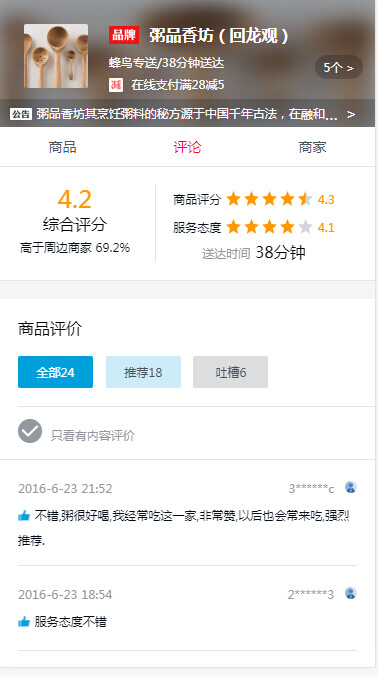 品牌 粥品香坊（回龙观）
蜂鸟专送/38分钟送达
减 在线支付满28减5
5个 >
公告 粥品香坊其烹饪粥料的秘方源于中国千年古法，在融和... >
商品 评论 商家
4.2
综合评分
高于周边商家 69.2%
商品评分 4.3
服务态度 4.1
送达时间 38分钟
商品评价
全部24 推荐18 吐槽6
只看有内容评价
2016-6-23 21:52 3******c
不错,粥很好喝,我经常吃这一家,非常赞,以后也会常来吃,强烈
推荐.
2016-6-23 18:54 2******3
服务态度不错